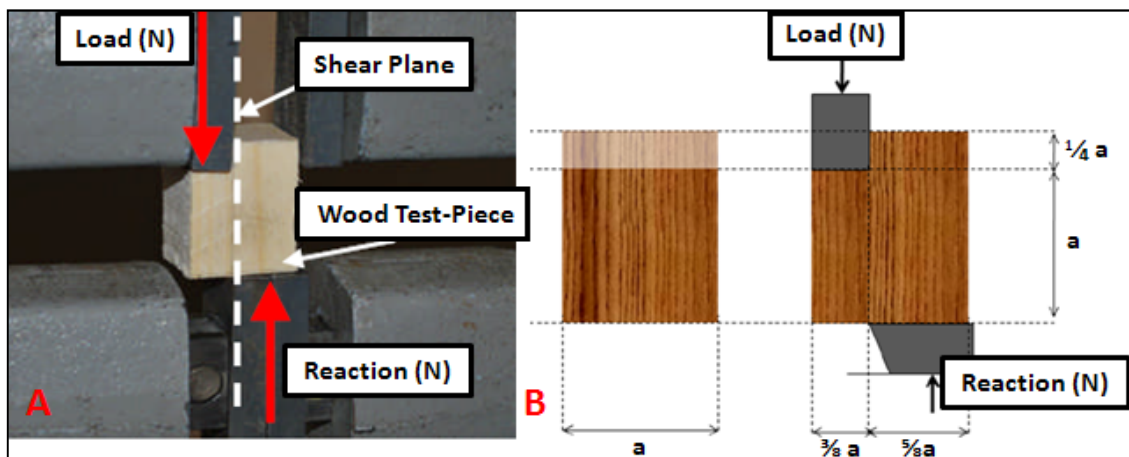 Load (N)
Shear Plane
Wood Test-Piece
Reaction (N)
A
Load (N)
¼ a
a
Reaction (N)
B
a
⅜ a
⅝a